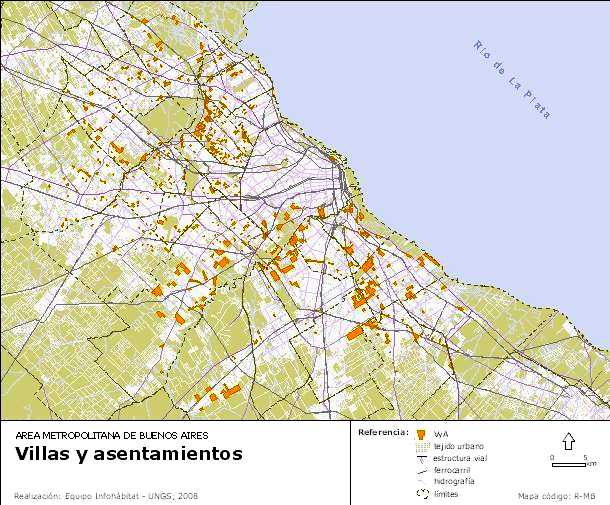 Río de La Plata
AREA METROPOLITANA DE BUENOS AIRES
Villas y asentamientos
Realización: Equipo Infohábitat - UNGS; 2008
Referencia:
VyA
tejido urbano
estructura vial
ferrocarril
hidrografía
límites
0 5
km
Mapa código: R-MB